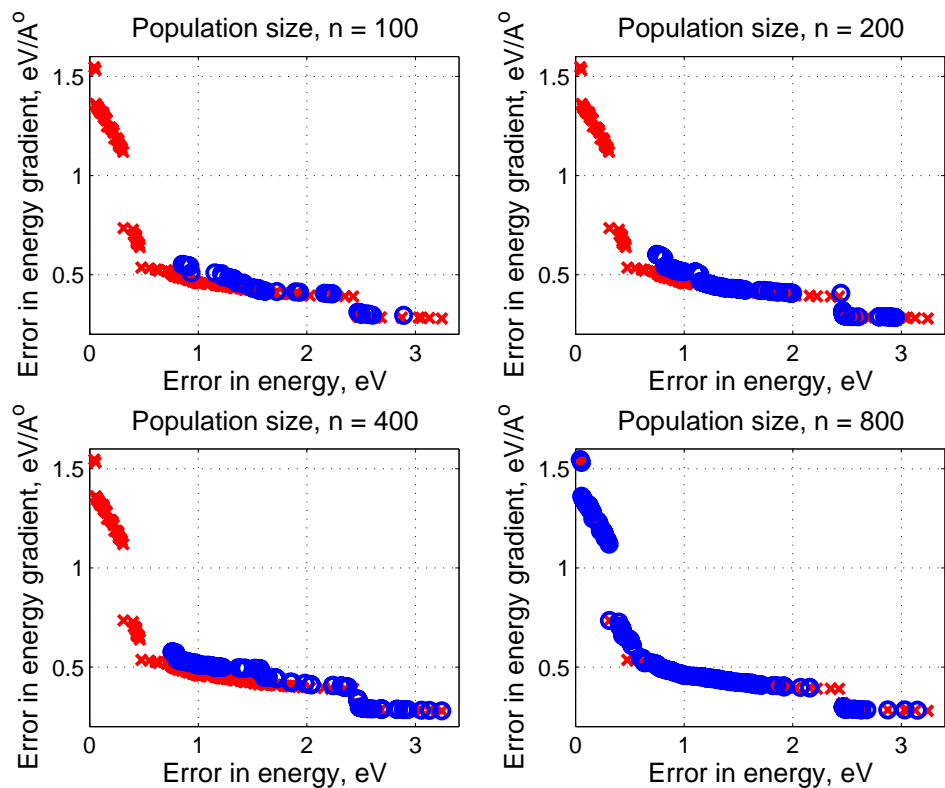 Population size, n = 100
Error in energy gradient, eV/A°
1.5
1
0.5
0 1 2 3
Error in energy, eV
Population size, n = 200
Error in energy gradient, eV/A°
1.5
1
0.5
0 1 2 3
Error in energy, eV
Population size, n = 400
Error in energy gradient, eV/A°
1.5
1
0.5
0 1 2 3
Error in energy, eV
Population size, n = 800
Error in energy gradient, eV/A°
1.5
1
0.5
0 1 2 3
Error in energy, eV